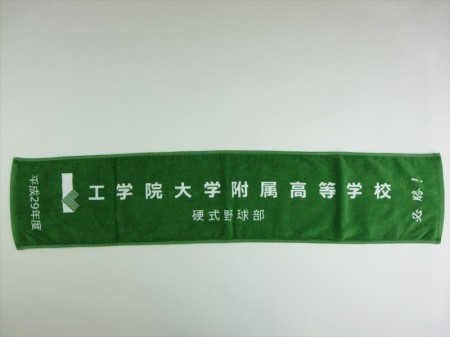 平成29年度
工学院大学附属高等学校
硬式野球部
必勝！